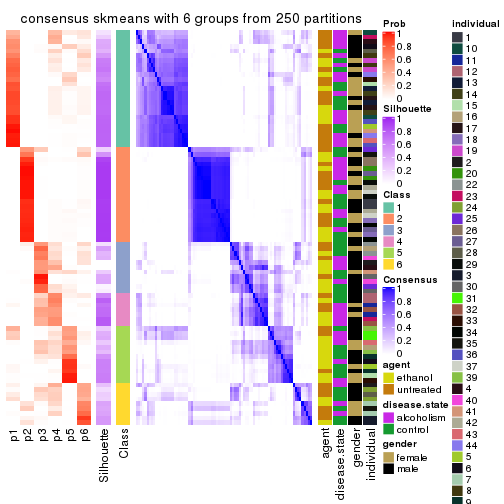 consensus skmeans with 6 groups from 250 partitions
p1
p2
p3
p4
p5
p6
Silhouette
Class
agent
disease.state
gender
individual
Prob
1
0.8
0.6
0.4
0.2
0
Silhouette
1
0.8
0.6
0.4
0.2
0
Class
1
2
3
4
5
6
Consensus
1
0.8
0.6
0.4
0.2
0
agent
ethanol
untreated
disease.state
alcoholism
control
gender
female
male
individual
1
10
11
12
13
14
15
16
17
18
19
2
20
22
23
24
25
26
27
28
29
3
30
31
32
33
34
35
36
37
39
4
40
41
42
43
44
5
6
7
8
9